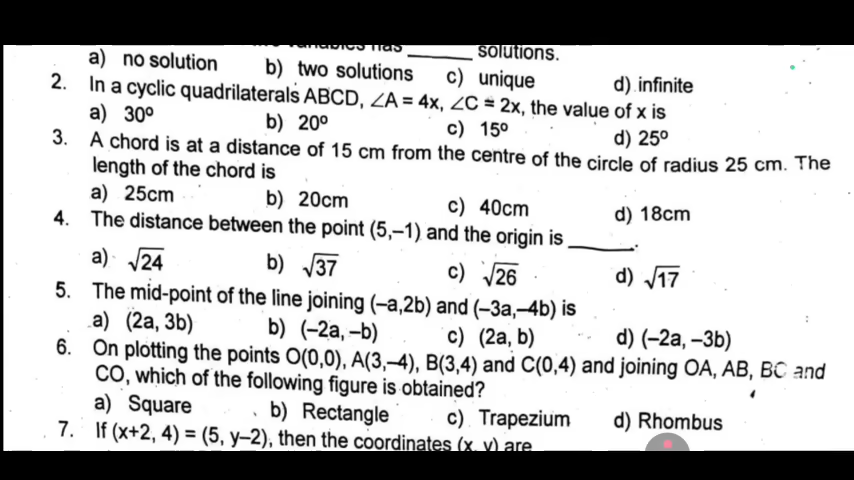 has ______ solutions.
a) no solution b) two solutions c) unique d) infinite
2. In a cyclic quadrilaterals ABCD, ∠A = 4x, ∠C = 2x, the value of x is
a) 30º b) 20º c) 15º d) 25º
3. A chord is at a distance of 15 cm from the centre of the circle of radius 25 cm. The
length of the chord is
a) 25cm b) 20cm c) 40cm d) 18cm
4. The distance between the point (5,–1) and the origin is ______.
a) √24 b) √37 c) √26 d) √17
5. The mid-point of the line joining (–a,2b) and (–3a,–4b) is
a) (2a, 3b) b) (–2a, –b) c) (2a, b) d) (–2a, –3b)
6. On plotting the points O(0,0), A(3,–4), B(3,4) and C(0,4) and joining OA, AB, BC and
CO, which of the following figure is obtained?
a) Square b) Rectangle c) Trapezium d) Rhombus
7. If (x+2, 4) = (5, y–2), then the coordinates (x, y) are